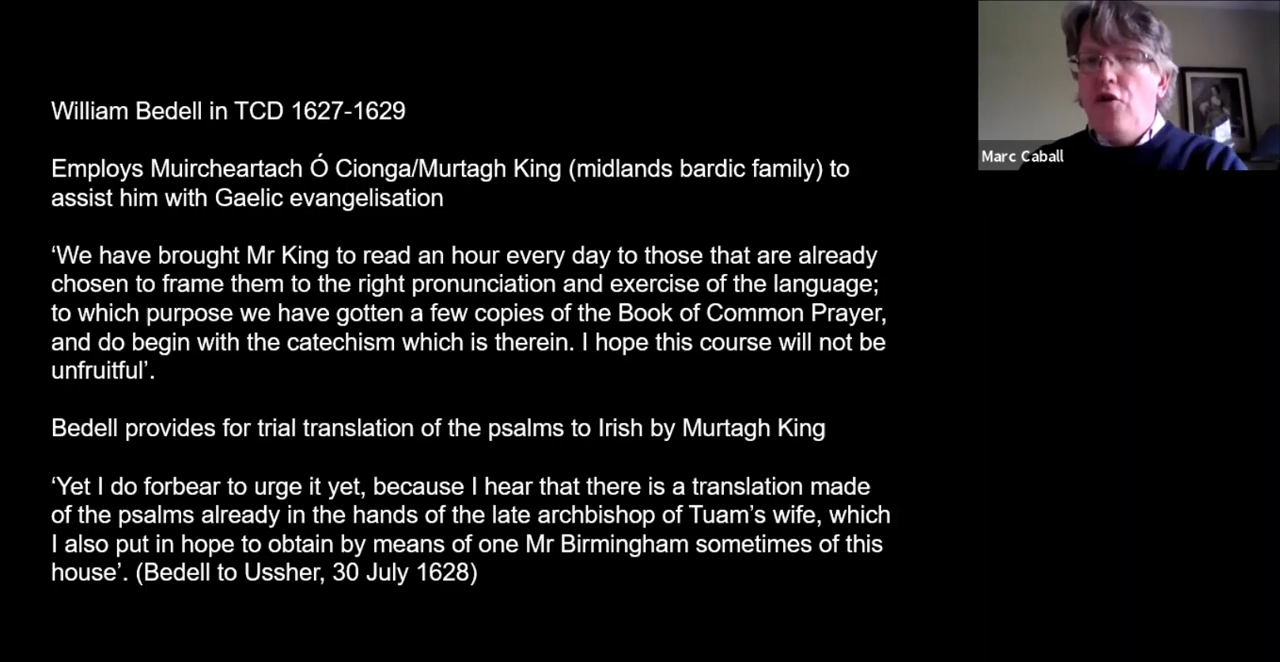 William Bedell in TCD 1627-1629
Employs Muircheartach Ó Cionga/Murtagh King (midlands bardic family) to
assist him with Gaelic evangelisation
‘We have brought Mr King to read an hour every day to those that are already
chosen to frame them to the right pronunciation and exercise of the language;
to which purpose we have gotten a few copies of the Book of Common Prayer,
and do begin with the catechism which is therein. I hope this course will not be
unfruitful’.
Bedell provides for trial translation of the psalms to Irish by Murtagh King
‘Yet I do forbear to urge it yet, because I hear that there is a translation made
of the psalms already in the hands of the late archbishop of Tuam’s wife, which
I also put in hope to obtain by means of one Mr Birmingham sometimes of this
house’. (Bedell to Ussher, 30 July 1628)
Marc Caball